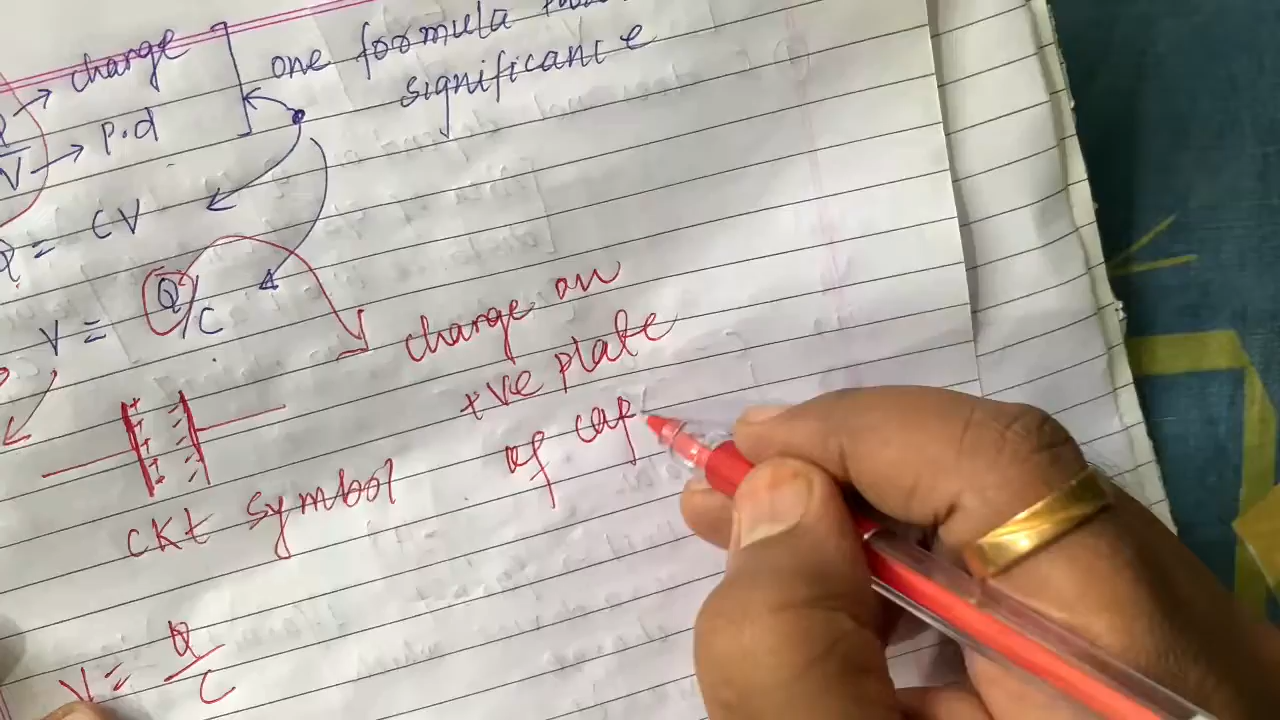 charge
one formula
significance
V → p.d
Q = CV
V = Q/C
charge on
+ve plate
of cap
ckt symbol
V = Q/C